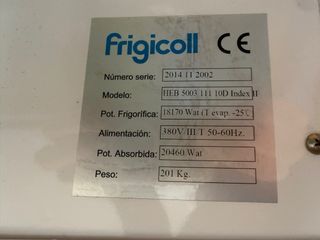 frigicoll CE
Número serie: 2014 11 2002
Modelo: HEB 5003 111 10D Index II
Pot. Frigorífica: 18170 Wat (T evap. -25°C
Alimentación: 380V III T 50-60Hz.
Pot. Absorbida: 20460 Wat
Peso: 201 Kg.